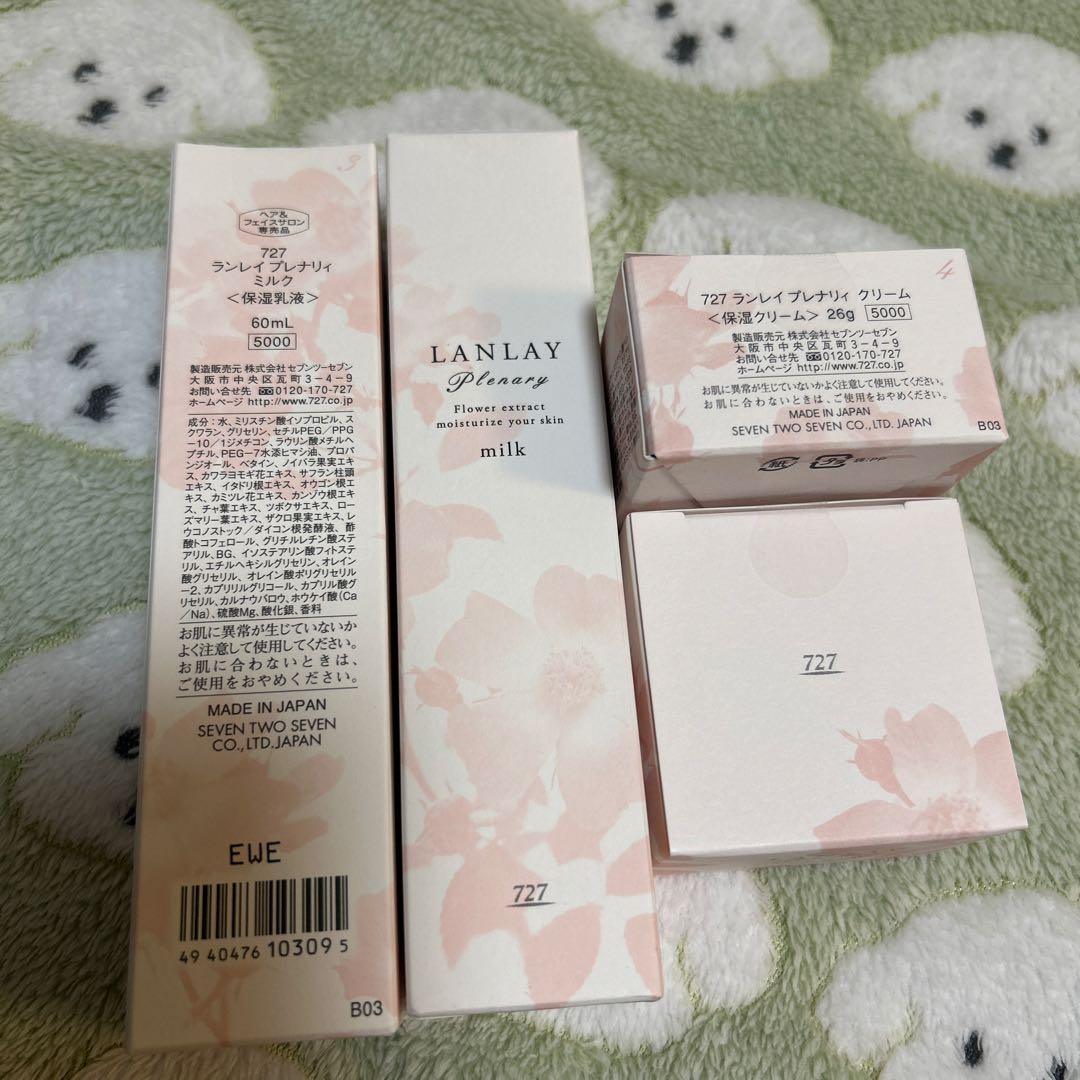 3
ヘア&
フェイスサロン
専売品
727
ランレイ プレナリィ
ミルク
<保湿乳液>
60mL
5000
製造販売元 株式会社セブンツーセブン
大阪市中央区瓦町3-4-9
お問い合せ先 0120-170-727
ホームページ http://www.727.co.jp
成分:水、ミリスチン酸イソプロピル、ス
クワラン、グリセリン、セチルPEG/PPG
-10/1ジメチコン、ラウリン酸メチルヘ
プチル、PEG-7水添ヒマシ油、プロパ
ンジオール、ベタイン、ノイバラ果実エキ
ス、カワラヨモギ花エキス、サフラン柱頭
エキス、イタドリ根エキス、オウゴン根エ
キス、カミツレ花エキス、カンゾウ根エキ
ス、チャ葉エキス、ツボクサエキス、ロー
ズマリー葉エキス、ザクロ果実エキス、レ
ウコノストック/ダイコン根発酵液、酢
酸トコフェロール、グリチルレチン酸ステ
アリル、BG、イソステアリン酸フィトステ
リル、エチルヘキシルグリセリン、オレイン
酸グリセリル、オレイン酸ポリグリセリル
-2、カプリリルグリコール、カプリル酸グ
リセリル、カルナウバロウ、ホウケイ酸(Ca
/Na)、硫酸Mg、酸化銀、香料
お肌に異常が生じていないか
よく注意して使用してください。
お肌に合わないときは、
ご使用をおやめください。
MADE IN JAPAN
SEVEN TWO SEVEN
CO.,LTD.JAPAN
EWE
4940476103095
B03
LANLAY
Plenary
Flower extract
moisturize your skin
milk
727
4
727 ランレイ プレナリィ クリーム
<保湿クリーム> 26g 5000
製造販売元 株式会社セブンツーセブン
大阪市中央区瓦町3-4-9
お問い合せ先 0120-170-727
ホームページ http://www.727.co.jp
お肌に異常が生じていないかよく注意して使用してください。
お肌に合わないときは、ご使用をおやめください。
MADE IN JAPAN
SEVEN TWO SEVEN CO.,LTD. JAPAN
B03
紙 プラ 袋:PP
727